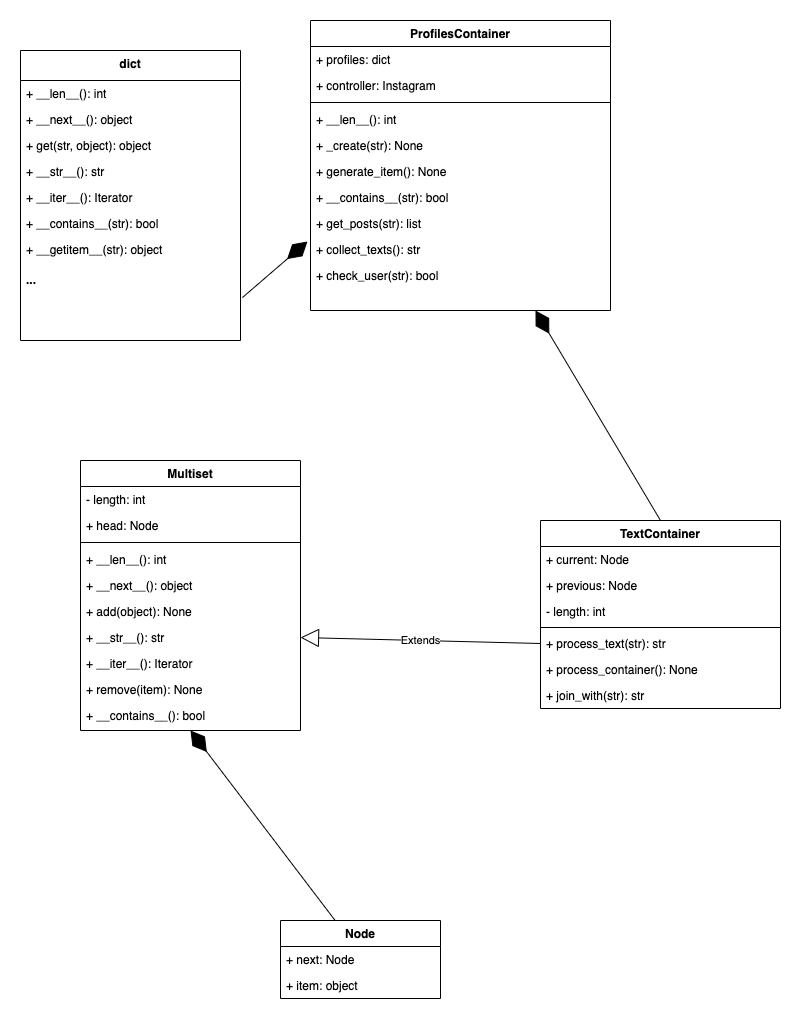 dict
+ __len__(): int
+ __next__(): object
+ get(str, object): object
+ __str__(): str
+ __iter__(): Iterator
+ __contains__(str): bool
+ __getitem__(str): object
...
ProfilesContainer
+ profiles: dict
+ controller: Instagram
+ __len__(): int
+ _create(str): None
+ generate_item(): None
+ __contains__(str): bool
+ get_posts(str): list
+ collect_texts(): str
+ check_user(str): bool
Multiset
- length: int
+ head: Node
+ __len__(): int
+ __next__(): object
+ add(object): None
+ __str__(): str
+ __iter__(): Iterator
+ remove(item): None
+ __contains__(): bool
Extends
TextContainer
+ current: Node
+ previous: Node
- length: int
+ process_text(str): str
+ process_container(): None
+ join_with(str): str
Node
+ next: Node
+ item: object